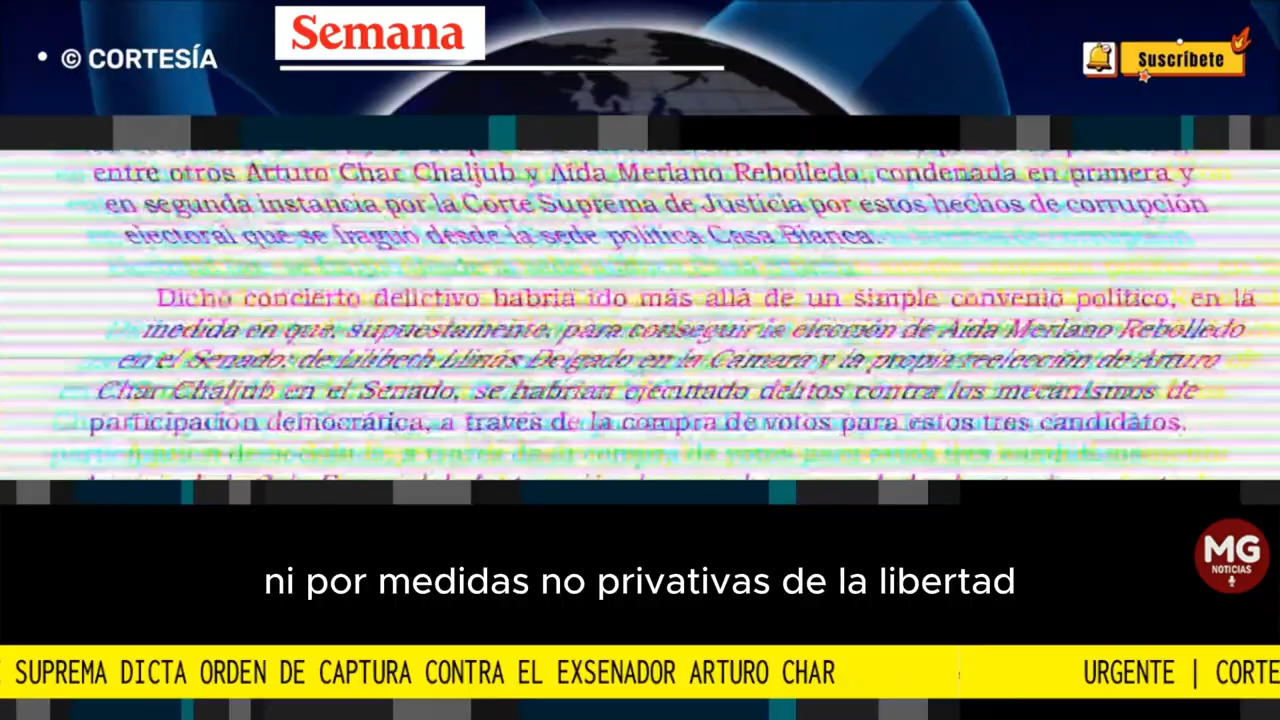 © CORTESÍA
Semana
Suscríbete
entre otros Arturo Char Chaljub y Aída Merlano Rebolledo, condenada en primera y
en segunda instancia por la Corte Suprema de Justicia por estos hechos de corrupción
electoral que se fraguó desde la sede política Casa Blanca.
Dicho concierto delictivo habría ido más allá de un simple convenio político, en la
medida en que, supuestamente, para conseguir la elección de Aida Merlano Rebolledo
en el Senado, de Lilibeth Llinás Delgado en la Cámara y la propia reelección de Arturo
Char Chaljub en el Senado, se habrían ejecutado delitos contra los mecanismos de
participación democrática, a través de la compra de votos para estos tres candidatos.
MG
NOTICIAS
ni por medidas no privativas de la libertad
SUPREMA DICTA ORDEN DE CAPTURA CONTRA EL EXSENADOR ARTURO CHAR
URGENTE | CORTE